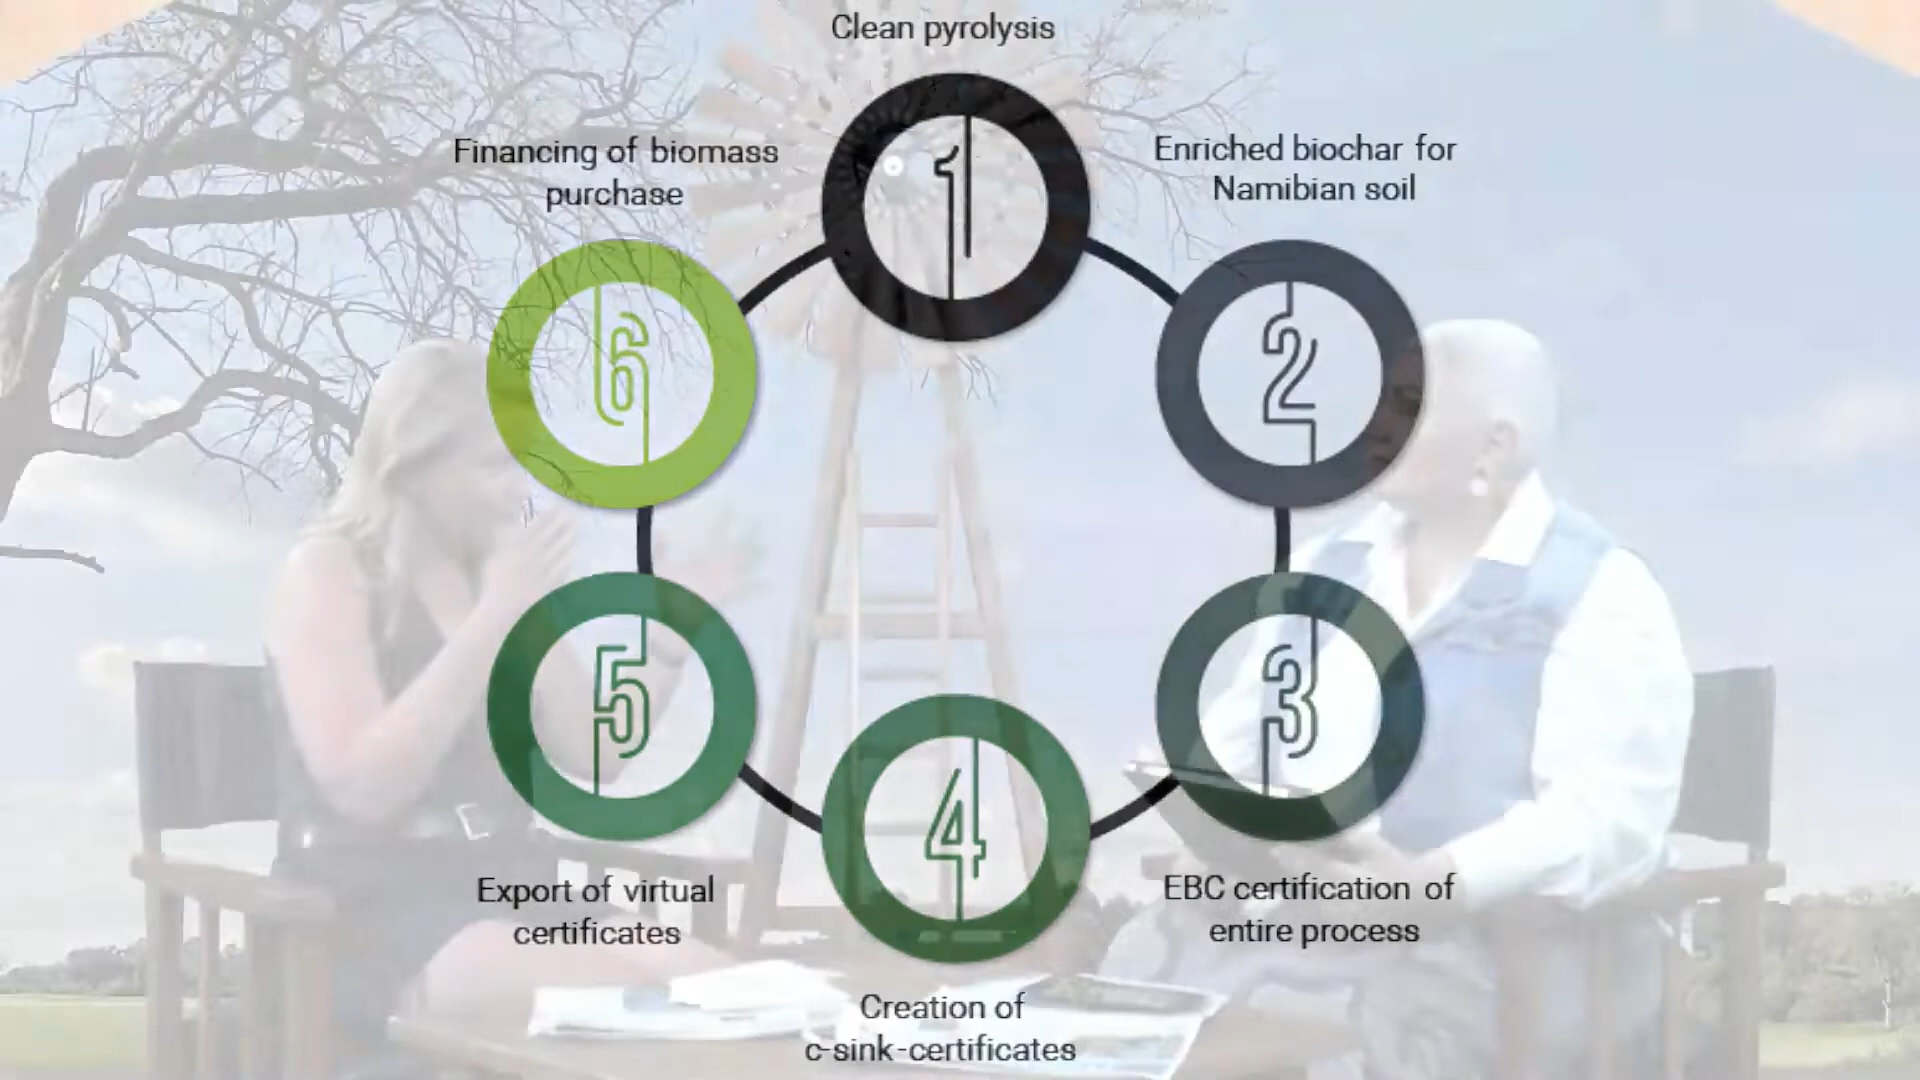 Clean pyrolysis
1
Enriched biochar for
Namibian soil
2
3
EBC certification of
entire process
4
Creation of
c-sink-certificates
5
Export of virtual
certificates
Financing of biomass
purchase
6